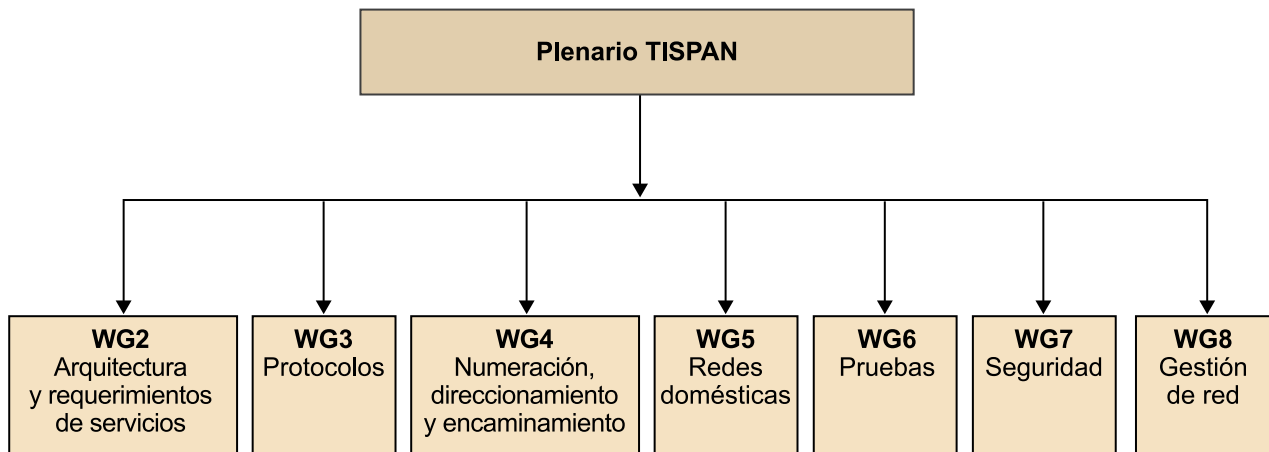 Plenario TISPAN
WG2
Arquitectura
y requerimientos
de servicios
WG3
Protocolos
WG4
Numeración,
direccionamiento
y encaminamiento
WG5
Redes
domésticas
WG6
Pruebas
WG7
Seguridad
WG8
Gestión
de red